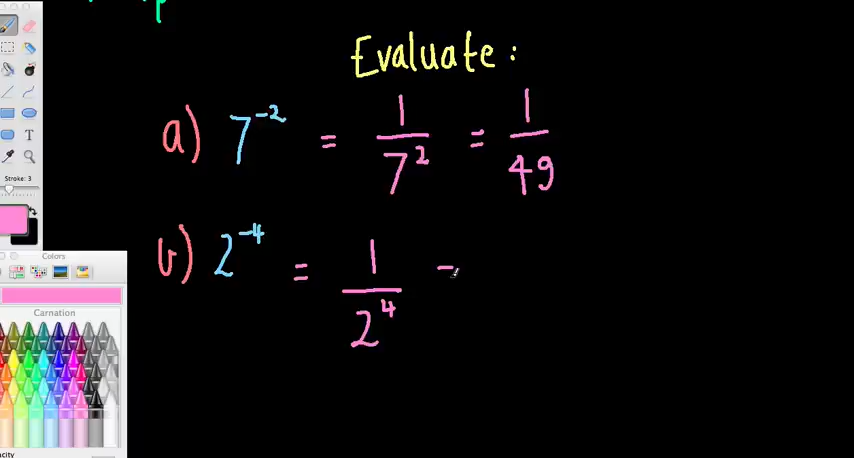 Evaluate:
a) 7⁻² = 1/7² = 1/49
b) 2⁻⁴ = 1/2⁴
T
Stroke: 3
Colors
Carnation